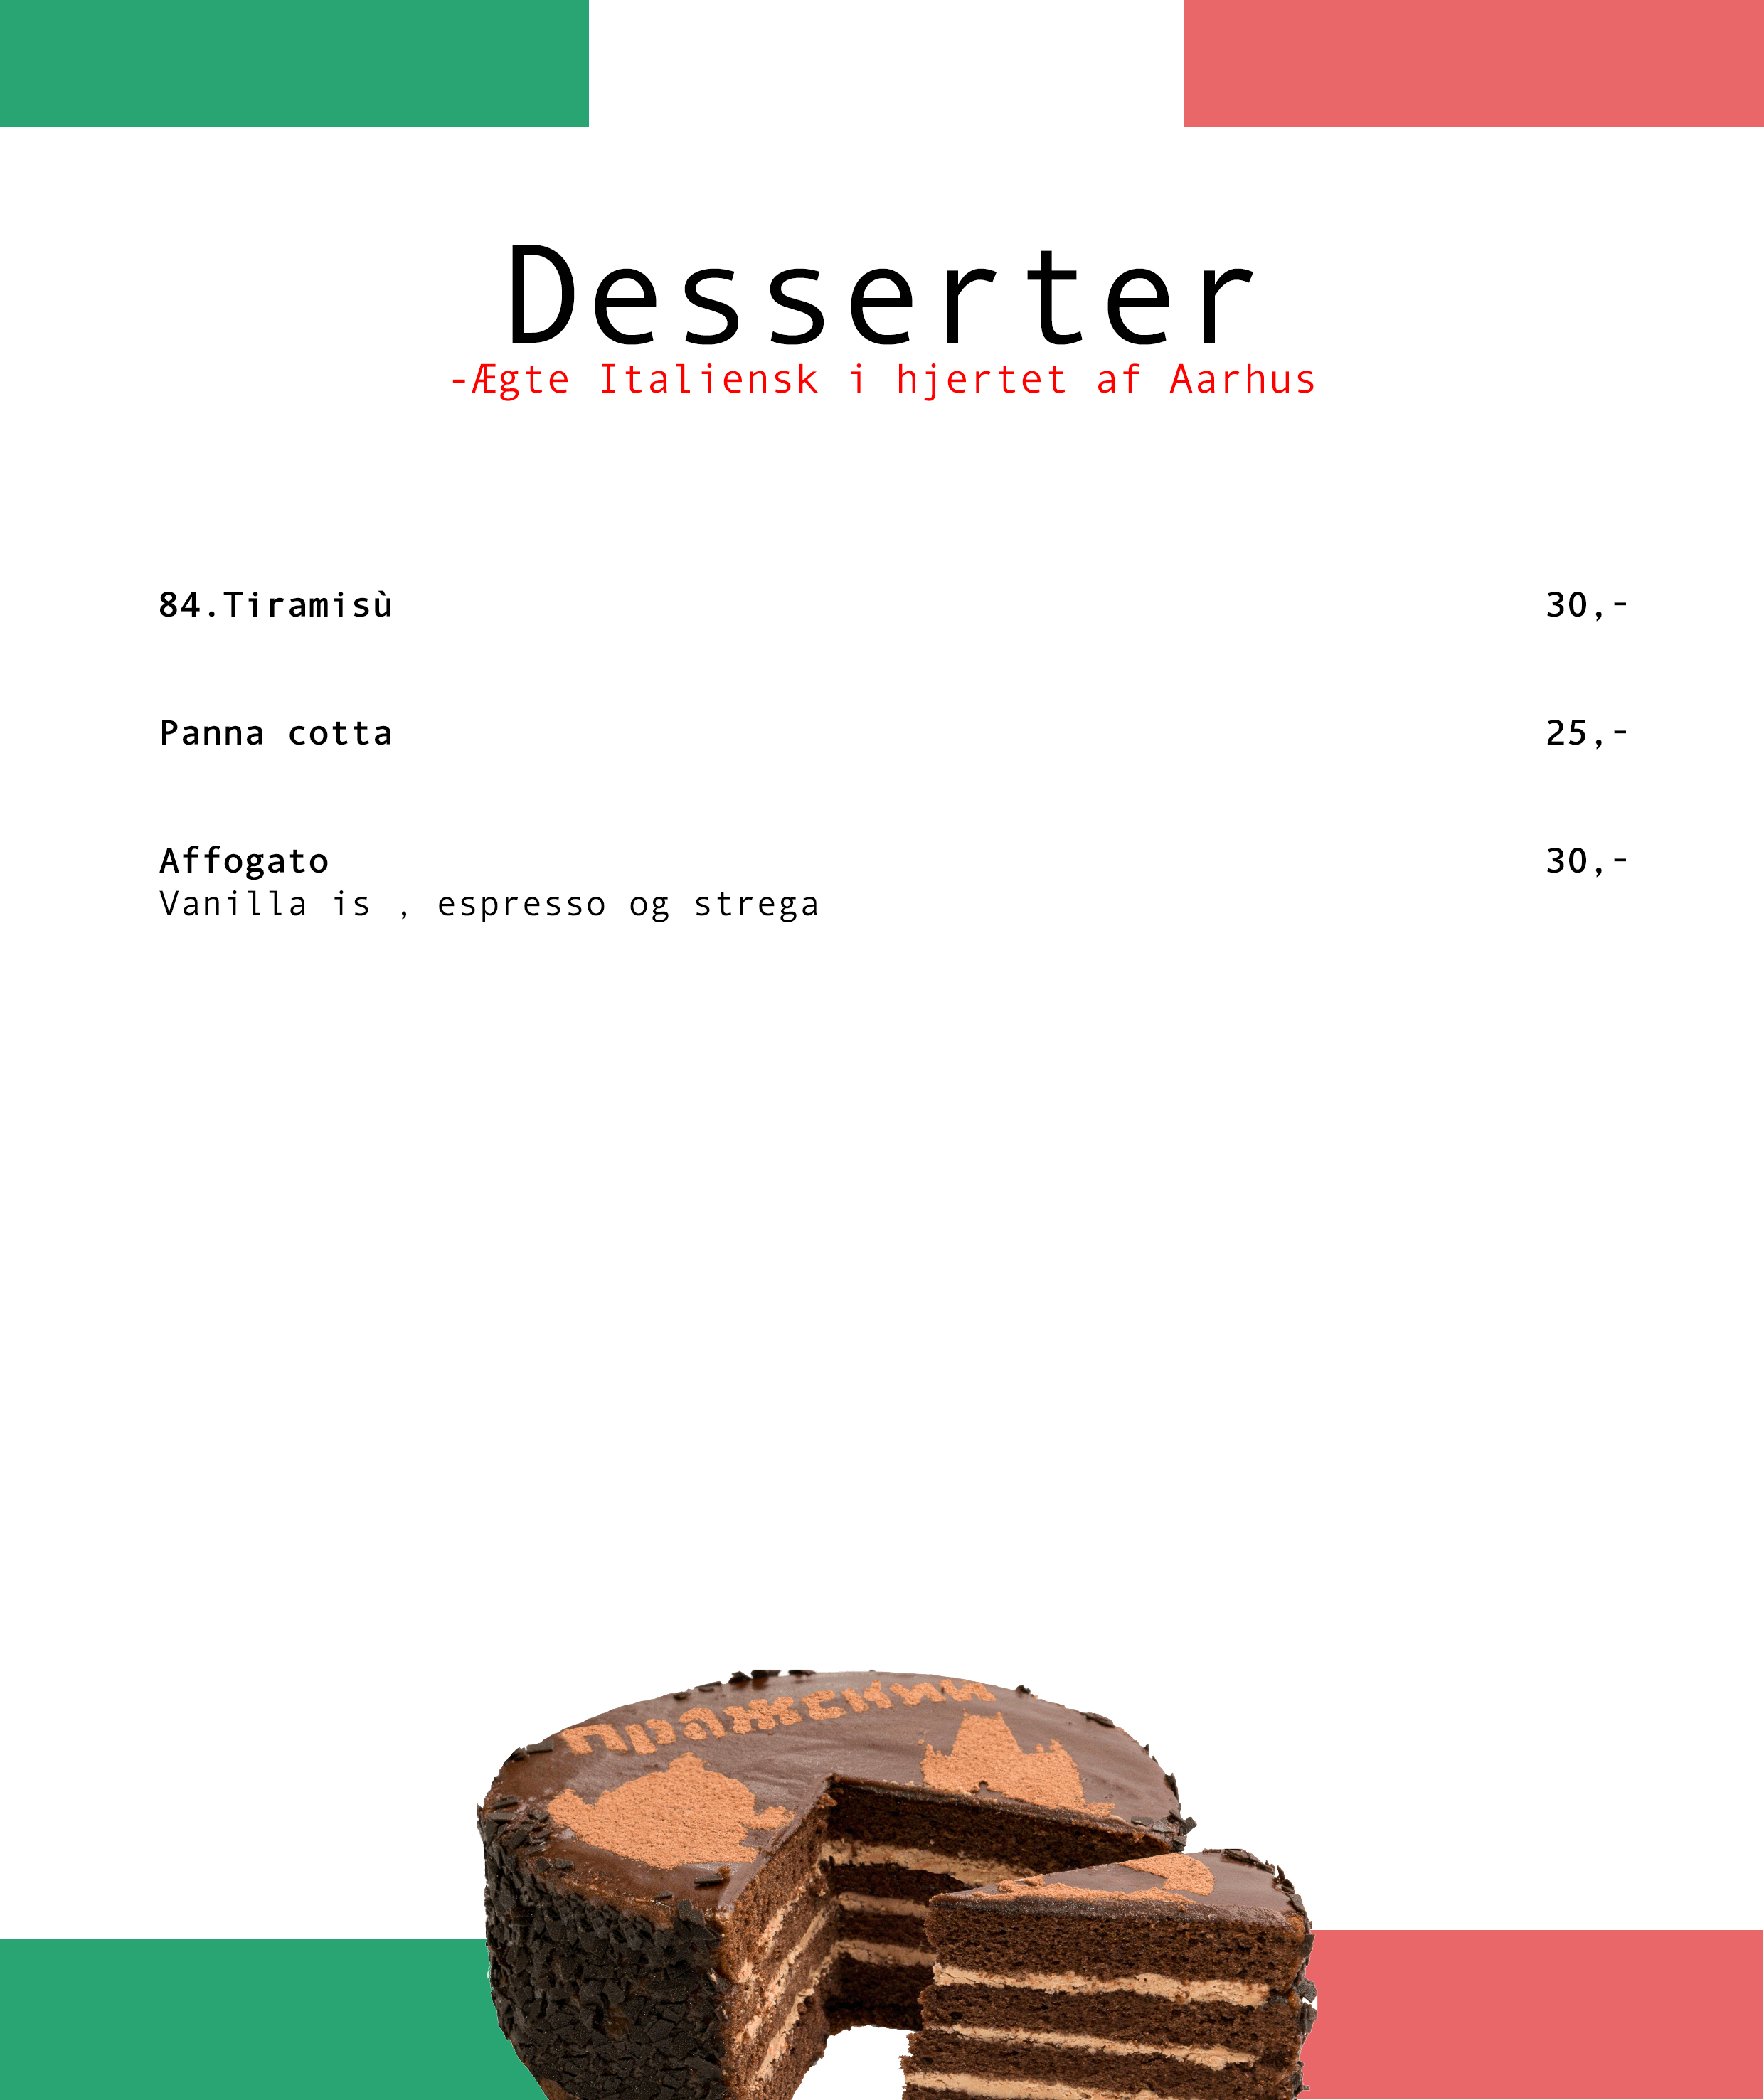 Desserter
-Ægte Italiensk i hjertet af Aarhus
84.Tiramisù 30,-
Panna cotta 25,-
Affogato 30,-
Vanilla is , espresso og strega
Пражский